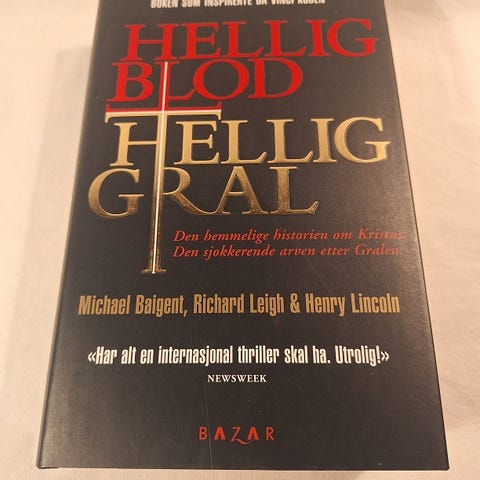 BOKEN SOM INSPIRERTE DA VINCI KODEN
HELLIG
BLOD
HELLIG
GRAL
Den hemmelige historien om Kristus.
Den sjokkerende arven etter Gralen.
Michael Baigent, Richard Leigh & Henry Lincoln
«Har alt en internasjonal thriller skal ha. Utrolig!»
NEWSWEEK
BAZAR